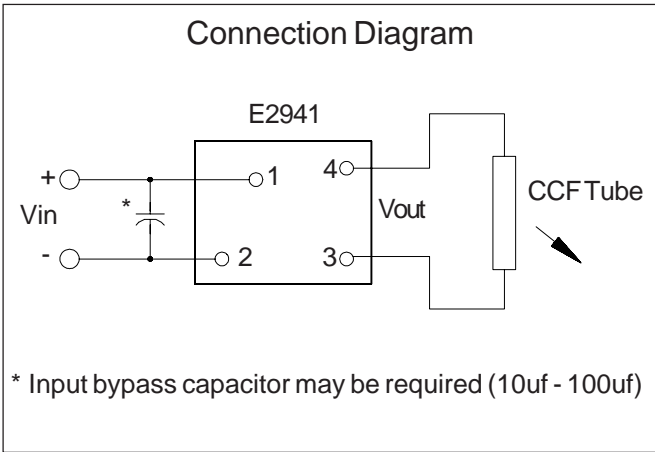 Connection Diagram
E2941
+ 1 4
* Vin Vout CCF Tube
- 2 3
* Input bypass capacitor may be required (10uf - 100uf)